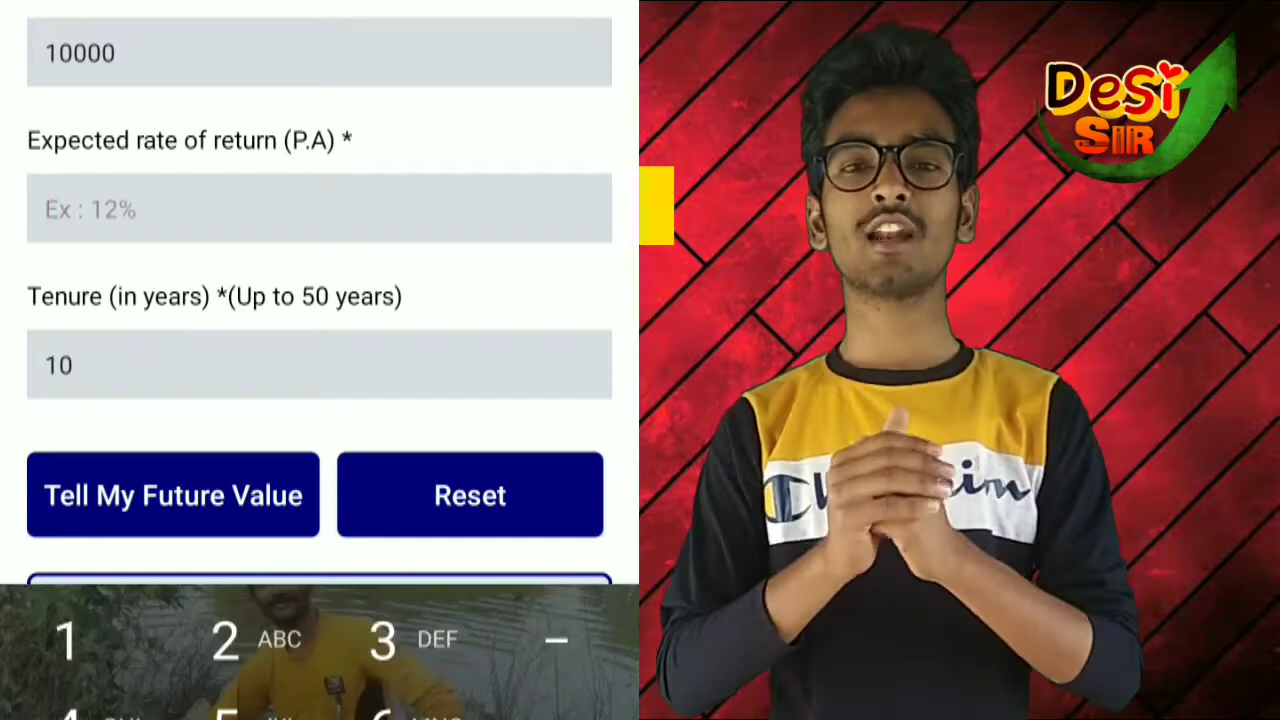 10000
Expected rate of return (P.A) *
Ex : 12%
Tenure (in years) *(Up to 50 years)
10
Tell My Future Value
Reset
1
2 ABC
3 DEF
–
DeSi
SIR